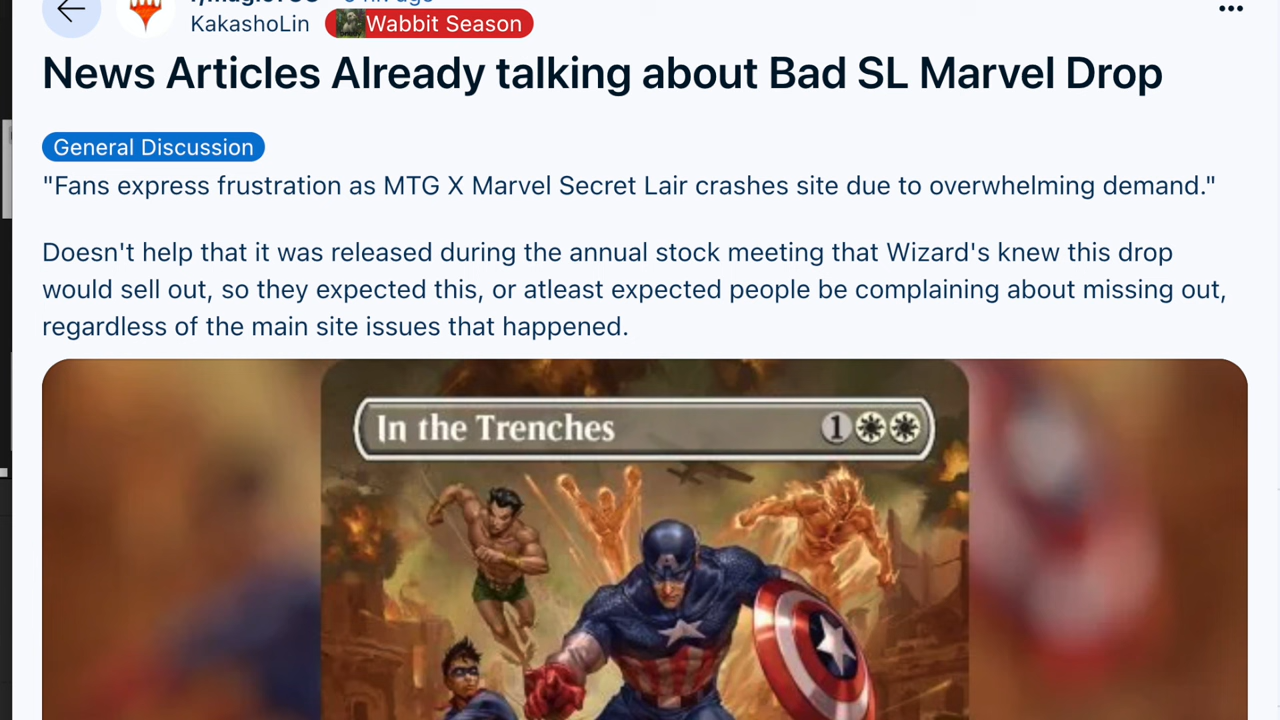 KakashoLin Wabbit Season
News Articles Already talking about Bad SL Marvel Drop
General Discussion
"Fans express frustration as MTG X Marvel Secret Lair crashes site due to overwhelming demand."
Doesn't help that it was released during the annual stock meeting that Wizard's knew this drop
would sell out, so they expected this, or atleast expected people be complaining about missing out,
regardless of the main site issues that happened.
In the Trenches 1